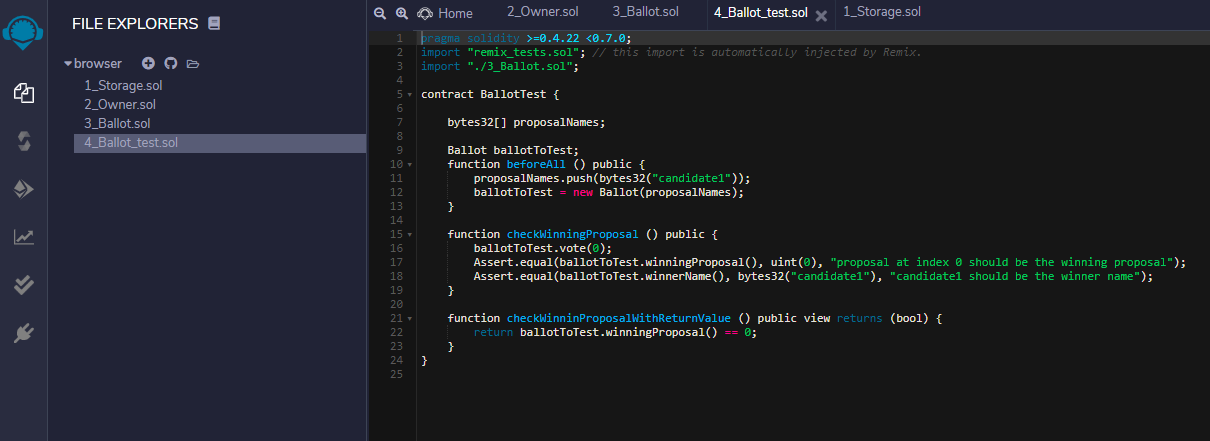 FILE EXPLORERS
browser
1_Storage.sol
2_Owner.sol
3_Ballot.sol
4_Ballot_test.sol
Home
2_Owner.sol
3_Ballot.sol
4_Ballot_test.sol
1_Storage.sol
1 pragma solidity >=0.4.22 <0.7.0;
2 import "remix_tests.sol"; // this import is automatically injected by Remix.
3 import "./3_Ballot.sol";
4
5 contract BallotTest {
6
7 bytes32[] proposalNames;
8
9 Ballot ballotToTest;
10 function beforeAll () public {
11 proposalNames.push(bytes32("candidate1"));
12 ballotToTest = new Ballot(proposalNames);
13 }
14
15 function checkWinningProposal () public {
16 ballotToTest.vote(0);
17 Assert.equal(ballotToTest.winningProposal(), uint(0), "proposal at index 0 should be the winning proposal");
18 Assert.equal(ballotToTest.winnerName(), bytes32("candidate1"), "candidate1 should be the winner name");
19 }
20
21 function checkWinninProposalWithReturnValue () public view returns (bool) {
22 return ballotToTest.winningProposal() == 0;
23 }
24 }
25